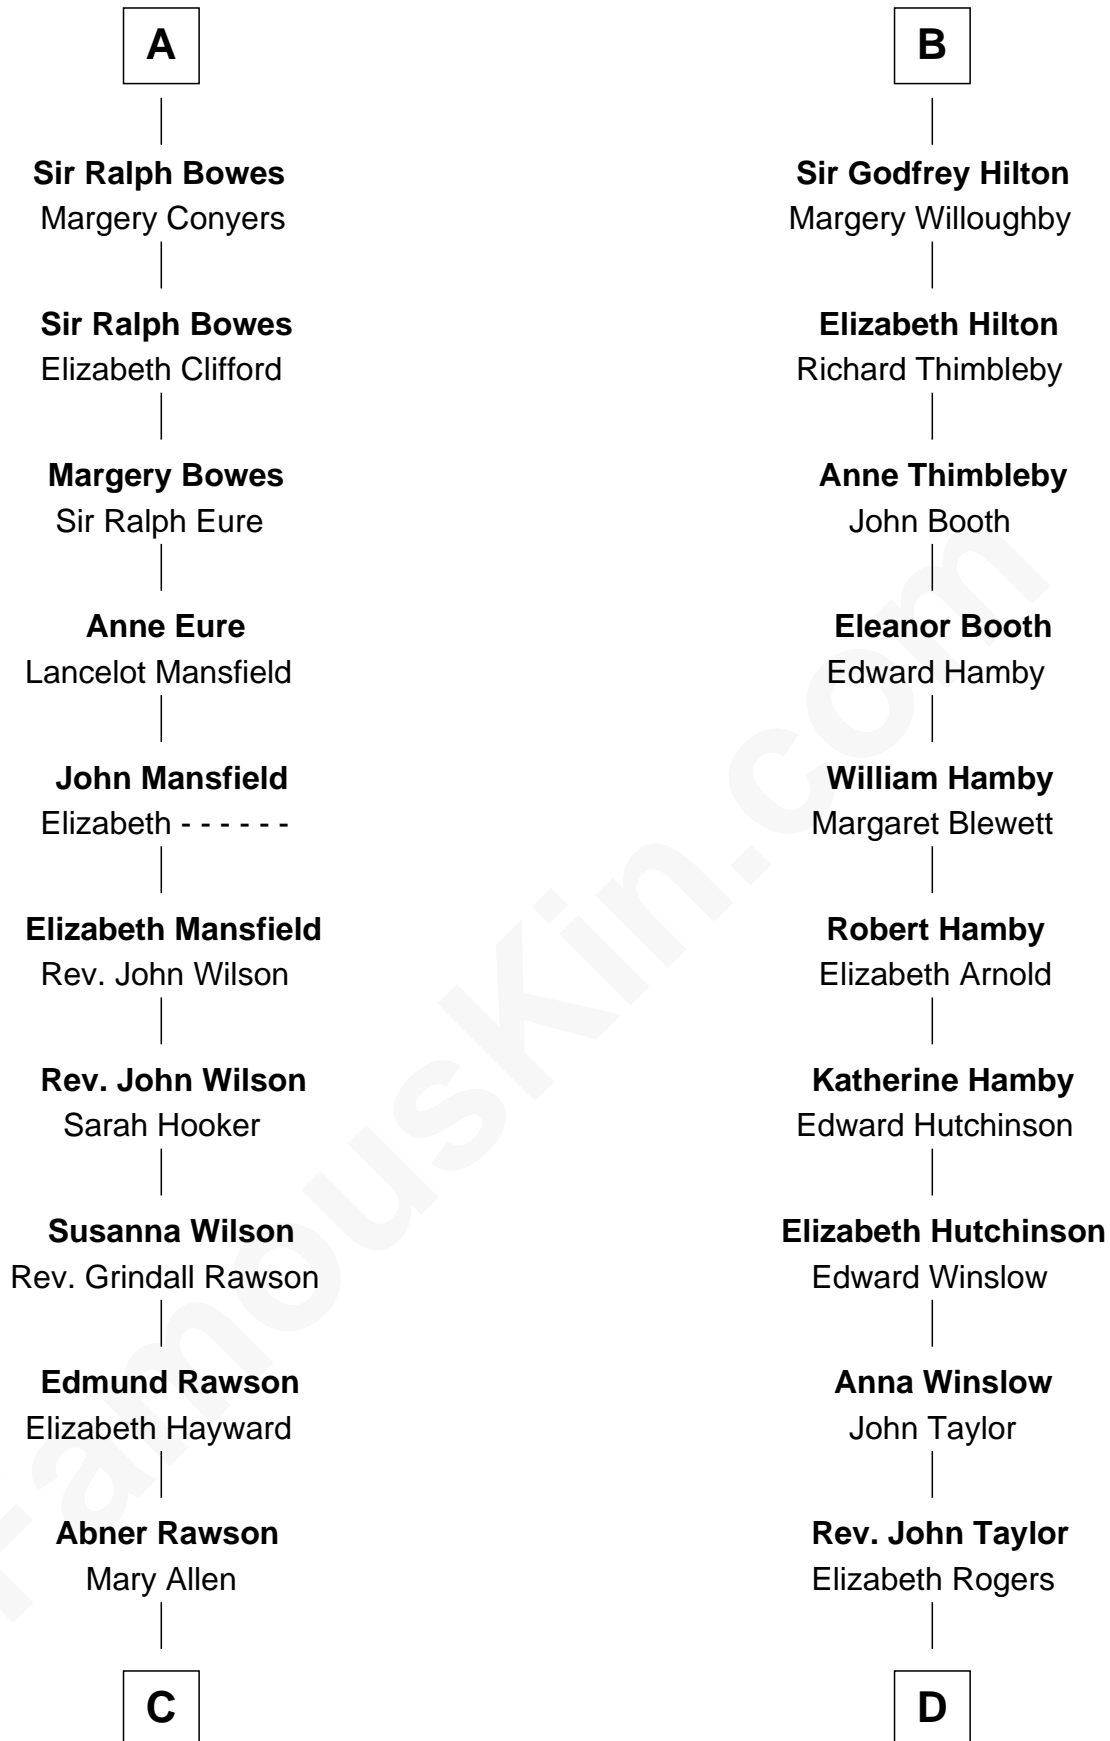 A
Sir Ralph Bowes
Margery Conyers
Sir Ralph Bowes
Elizabeth Clifford
Margery Bowes
Sir Ralph Eure
Anne Eure
Lancelot Mansfield
John Mansfield
Elizabeth - - - - - -
Elizabeth Mansfield
Rev. John Wilson
Rev. John Wilson
Sarah Hooker
Susanna Wilson
Rev. Grindall Rawson
Edmund Rawson
Elizabeth Hayward
Abner Rawson
Mary Allen
C
B
Sir Godfrey Hilton
Margery Willoughby
Elizabeth Hilton
Richard Thimbleby
Anne Thimbleby
John Booth
Eleanor Booth
Edward Hamby
William Hamby
Margaret Blewett
Robert Hamby
Elizabeth Arnold
Katherine Hamby
Edward Hutchinson
Elizabeth Hutchinson
Edward Winslow
Anna Winslow
John Taylor
Rev. John Taylor
Elizabeth Rogers
D
FamousKin.com